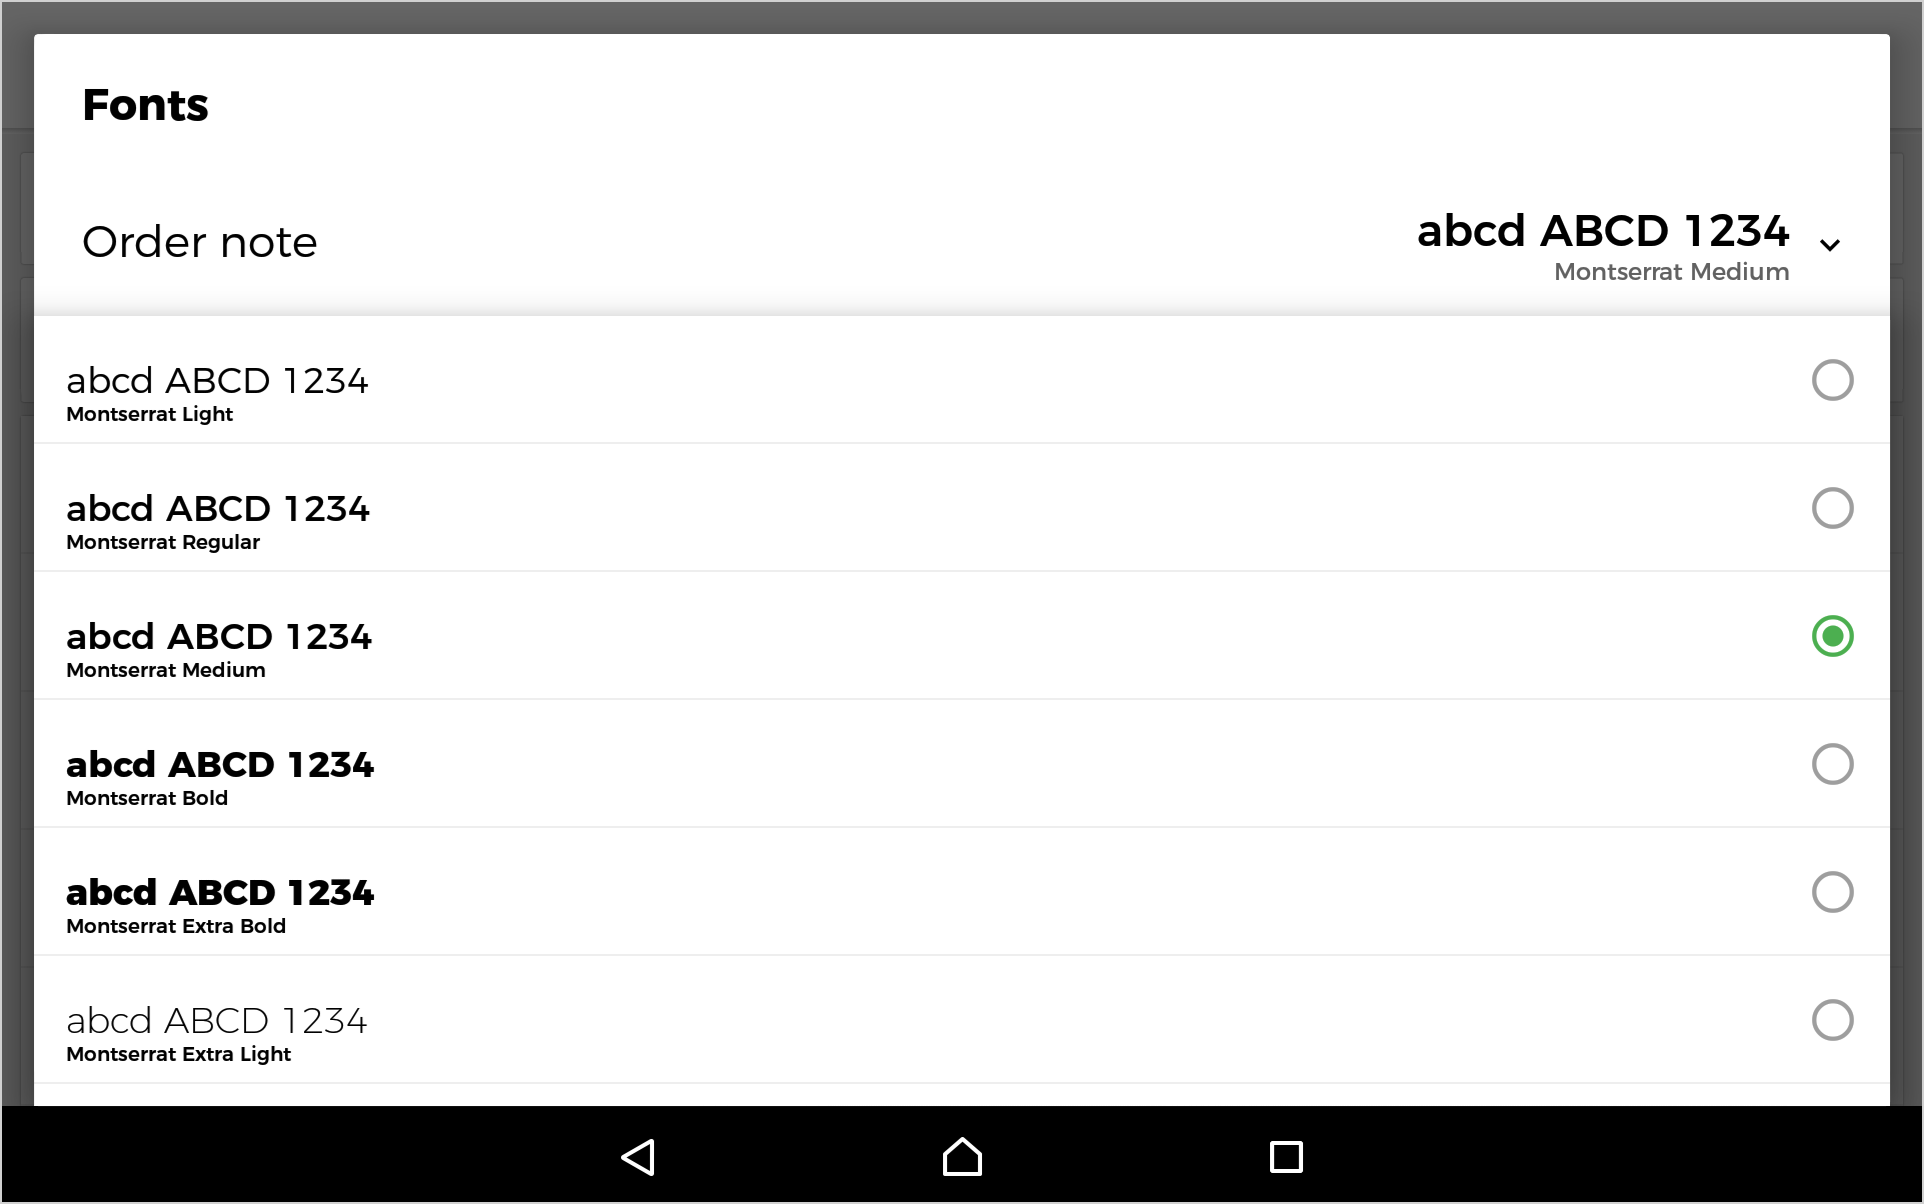 Fonts
Order note
abcd ABCD 1234
Montserrat Medium
abcd ABCD 1234
Montserrat Light
abcd ABCD 1234
Montserrat Regular
abcd ABCD 1234
Montserrat Medium
abcd ABCD 1234
Montserrat Bold
abcd ABCD 1234
Montserrat Extra Bold
abcd ABCD 1234
Montserrat Extra Light